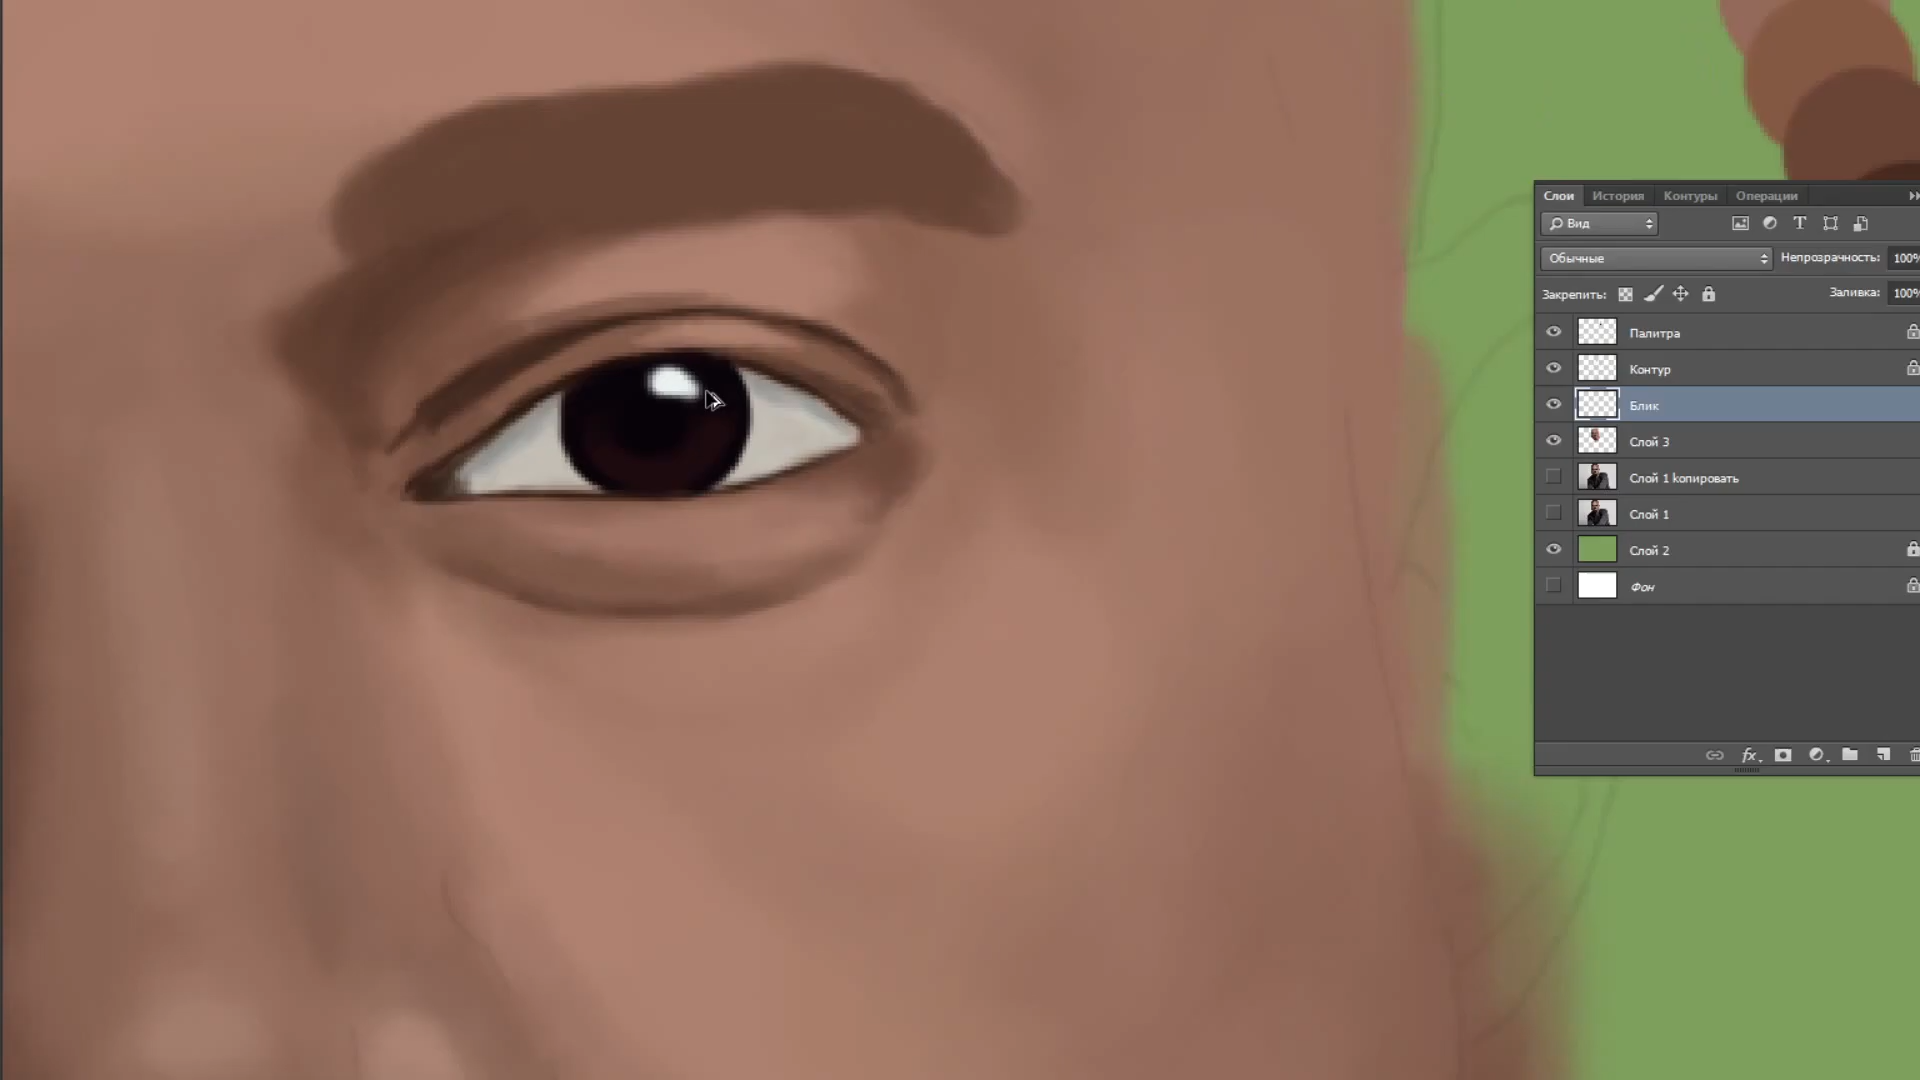 Слои История Контуры Операции
Вид
Обычные Непрозрачность: 100%
Закрепить: Заливка: 100%
Палитра
Контур
Блик
Слой 3
Слой 1 копировать
Слой 1
Слой 2
Фон
fx